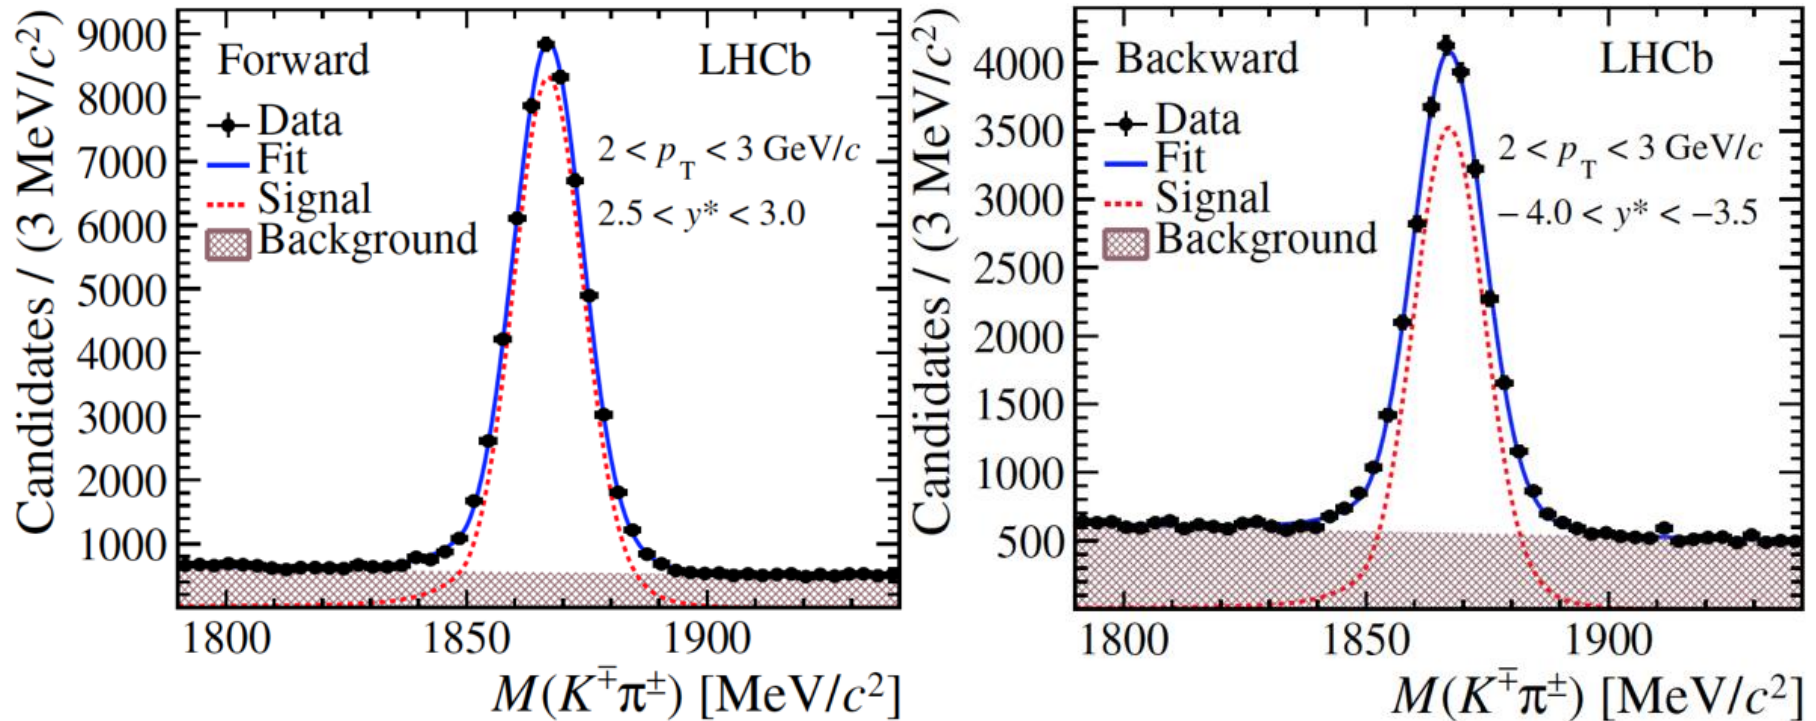 Candidates / (3 MeV/c²)
9000
8000
7000
6000
5000
4000
3000
2000
1000
Forward
LHCb
Data
Fit
Signal
Background
2 < p_T < 3 GeV/c
2.5 < y* < 3.0
1800 1850 1900
M(K∓π±) [MeV/c²]
Candidates / (3 MeV/c²)
4000
3500
3000
2500
2000
1500
1000
500
Backward
LHCb
Data
Fit
Signal
Background
2 < p_T < 3 GeV/c
−4.0 < y* < −3.5
1800 1850 1900
M(K∓π±) [MeV/c²]